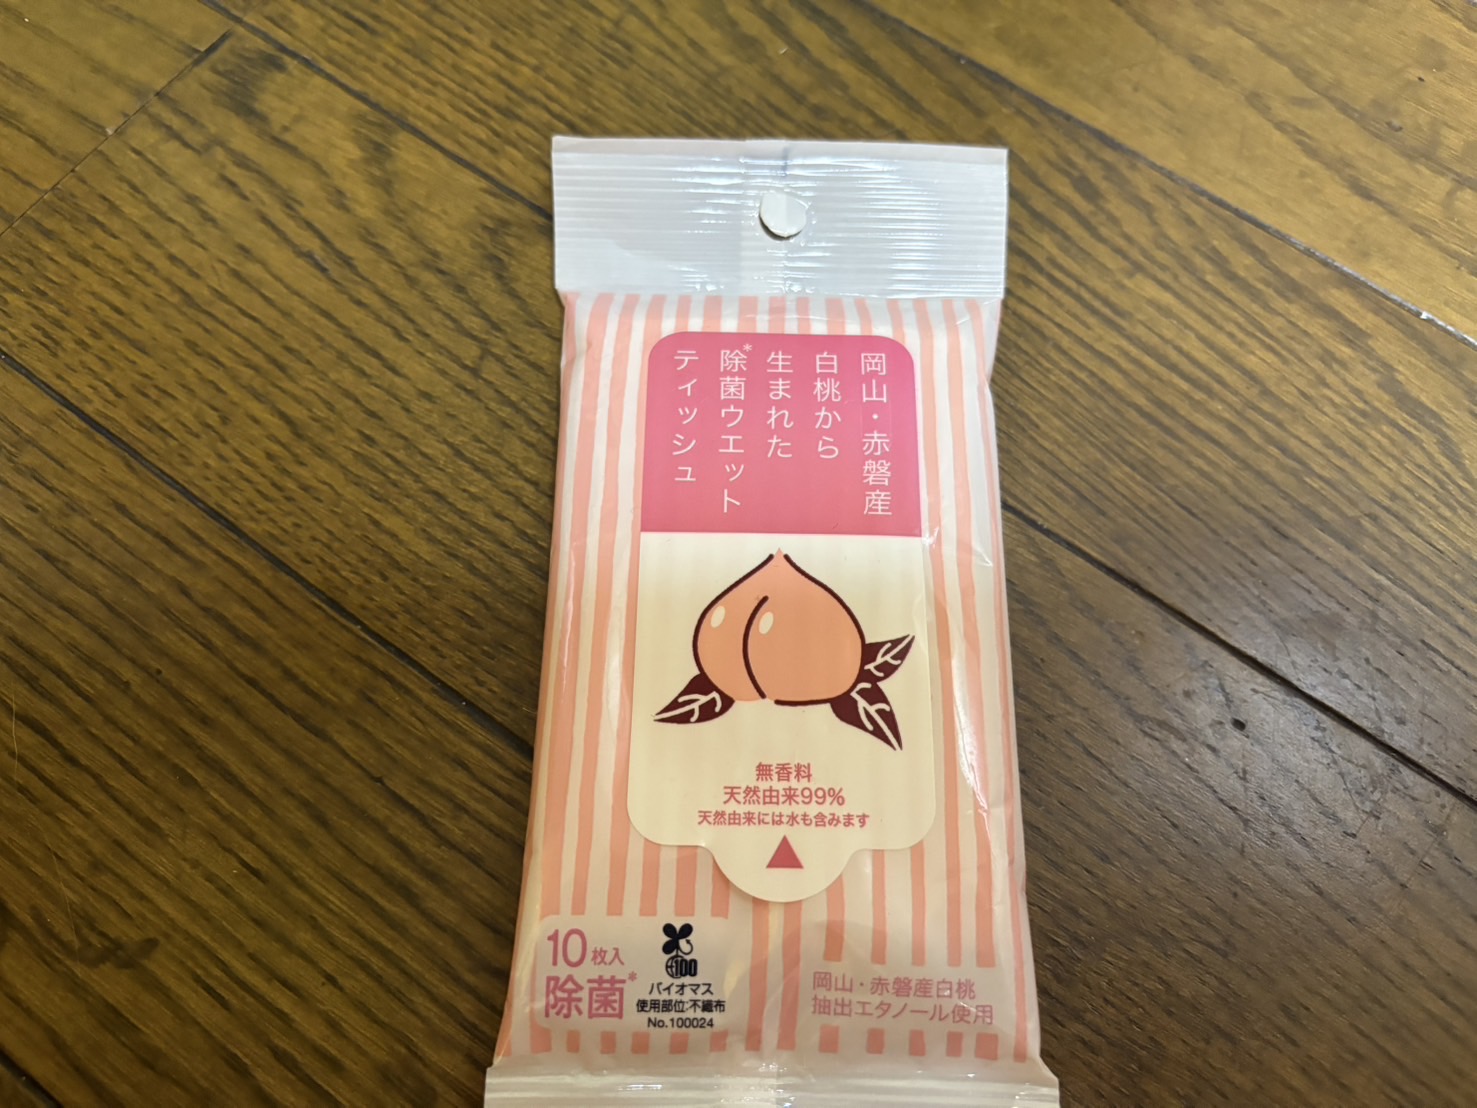 岡山・赤磐産
白桃から
生まれた
除菌*ウエット
ティッシュ
無香料
天然由来99%
天然由来には水も含みます
10枚入
除菌*
100
バイオマス
使用部位:不織布
No.100024
岡山・赤磐産白桃
抽出エタノール使用